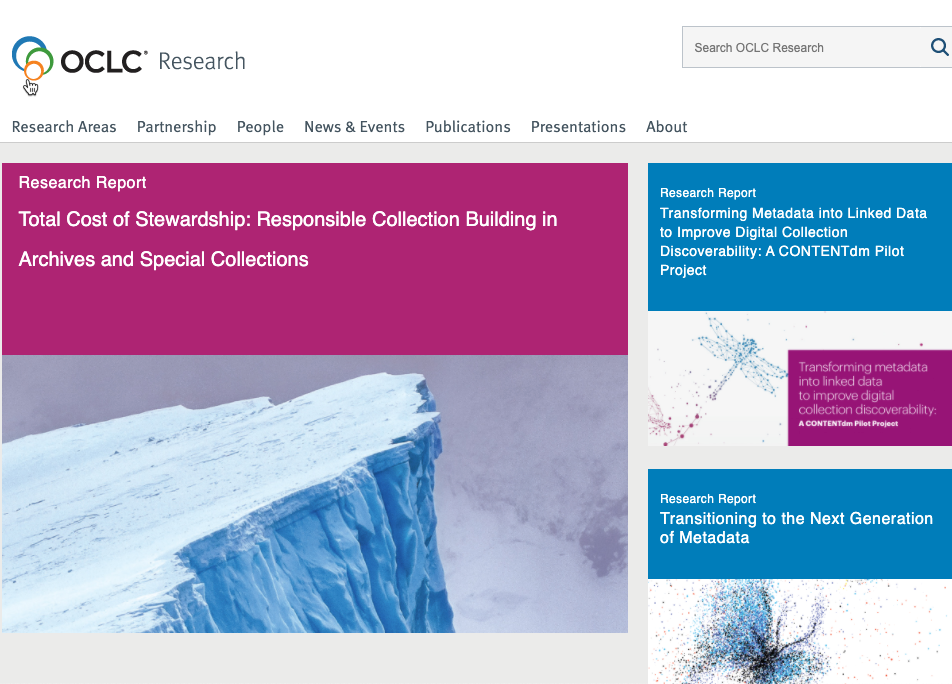 OCLC® Research
Search OCLC Research
Research Areas Partnership People News & Events Publications Presentations About
Research Report
Total Cost of Stewardship: Responsible Collection Building in
Archives and Special Collections
Research Report
Transforming Metadata into Linked Data
to Improve Digital Collection
Discoverability: A CONTENTdm Pilot
Project
Transforming metadata
into linked data
to improve digital
collection discoverability:
A CONTENTdm Pilot Project
Research Report
Transitioning to the Next Generation
of Metadata